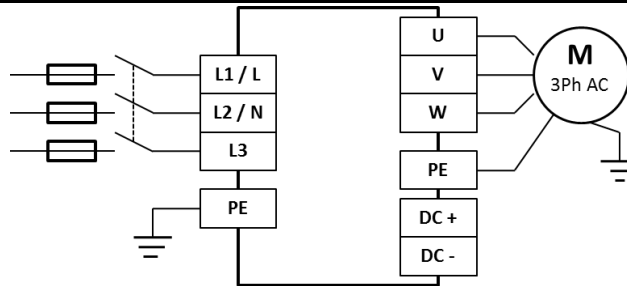 L1 / L
L2 / N
L3
PE
U
V
W
PE
DC +
DC -
M
3Ph AC